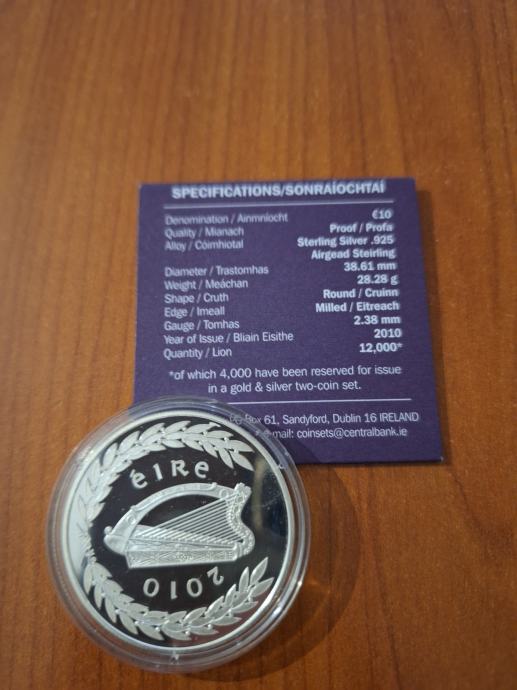 SPECIFICATIONS/SONRAÍOCHTAÍ
Denomination / Ainmníocht €10
Quality / Mianach Proof / Profa
Alloy / Cóimhiotal Sterling Silver .925
Airgead Steirling
Diameter / Trastomhas 38.61 mm
Weight / Meáchan 28.28 g
Shape / Cruth Round / Cruinn
Edge / Imeall Milled / Eitreach
Gauge / Tomhas 2.38 mm
Year of Issue / Bliain Eisithe 2010
Quantity / Líon 12,000*
*of which 4,000 have been reserved for issue
in a gold & silver two-coin set.
Box 61, Sandyford, Dublin 16 IRELAND
mail: coinsets@centralbank.ie
éIRe
2010